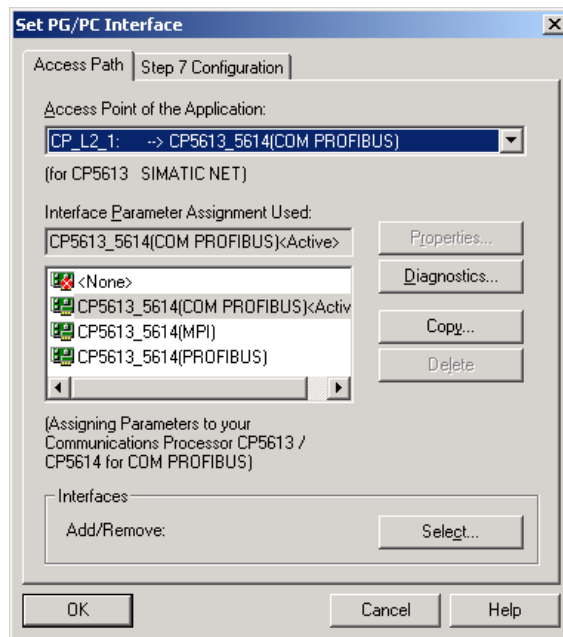 Set PG/PC Interface
Access Path
Step 7 Configuration
Access Point of the Application:
CP_L2_1: --> CP5613_5614(COM PROFIBUS)
(for CP5613 SIMATIC NET)
Interface Parameter Assignment Used:
CP5613_5614(COM PROFIBUS)<Active>
Properties...
<None>
CP5613_5614(COM PROFIBUS)<Activ
CP5613_5614(MPI)
CP5613_5614(PROFIBUS)
Diagnostics...
Copy...
Delete
(Assigning Parameters to your
Communications Processor CP5613 /
CP5614 for COM PROFIBUS)
Interfaces
Add/Remove:
Select...
OK
Cancel
Help